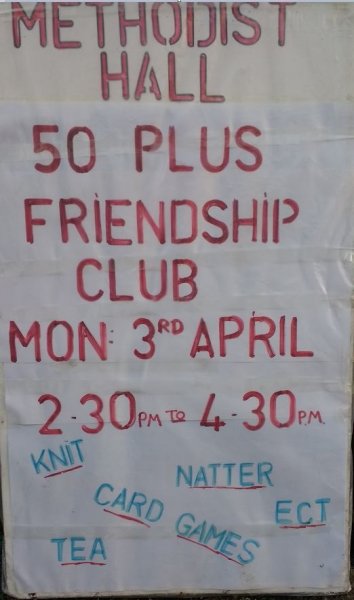 METHODIST
HALL
50 PLUS
FRIENDSHIP
CLUB
MON: 3RD APRIL
2-30PM TO 4-30P.M.
KNIT
NATTER
CARD GAMES
ECT
TEA